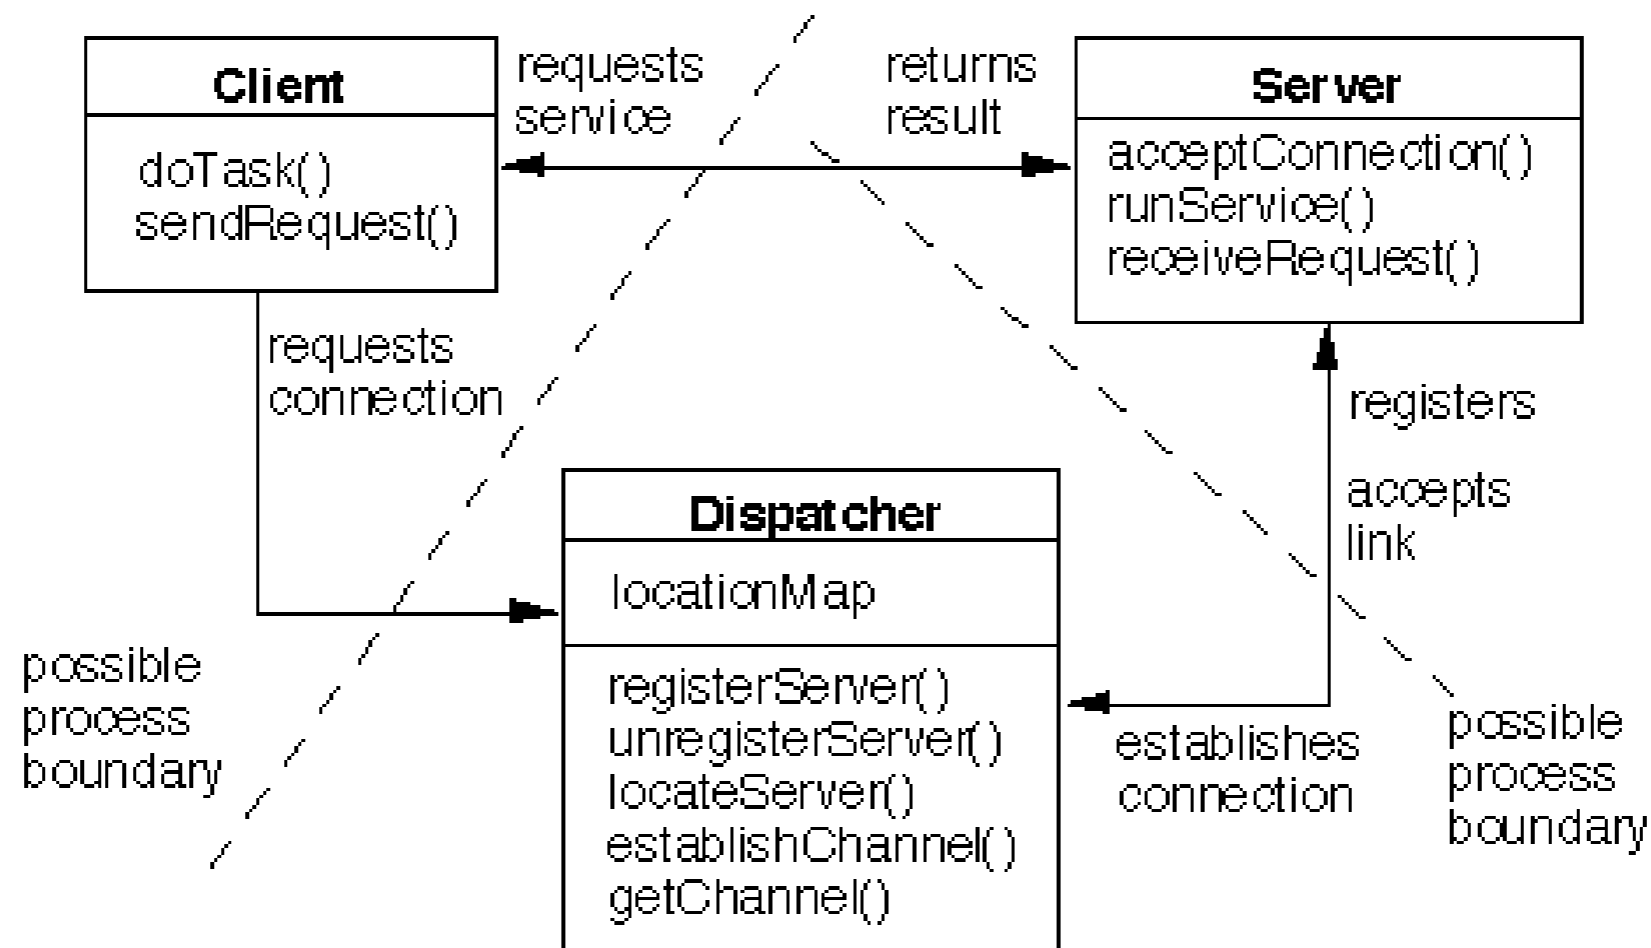 Client
doTask()
sendRequest()
requests
service
returns
result
Server
acceptConnection()
runService()
receiveRequest()
requests
connection
registers
accepts
link
Dispatcher
locationMap
registerServer()
unregisterServer()
locateServer()
establishChannel()
getChannel()
establishes
connection
possible
process
boundary
possible
process
boundary